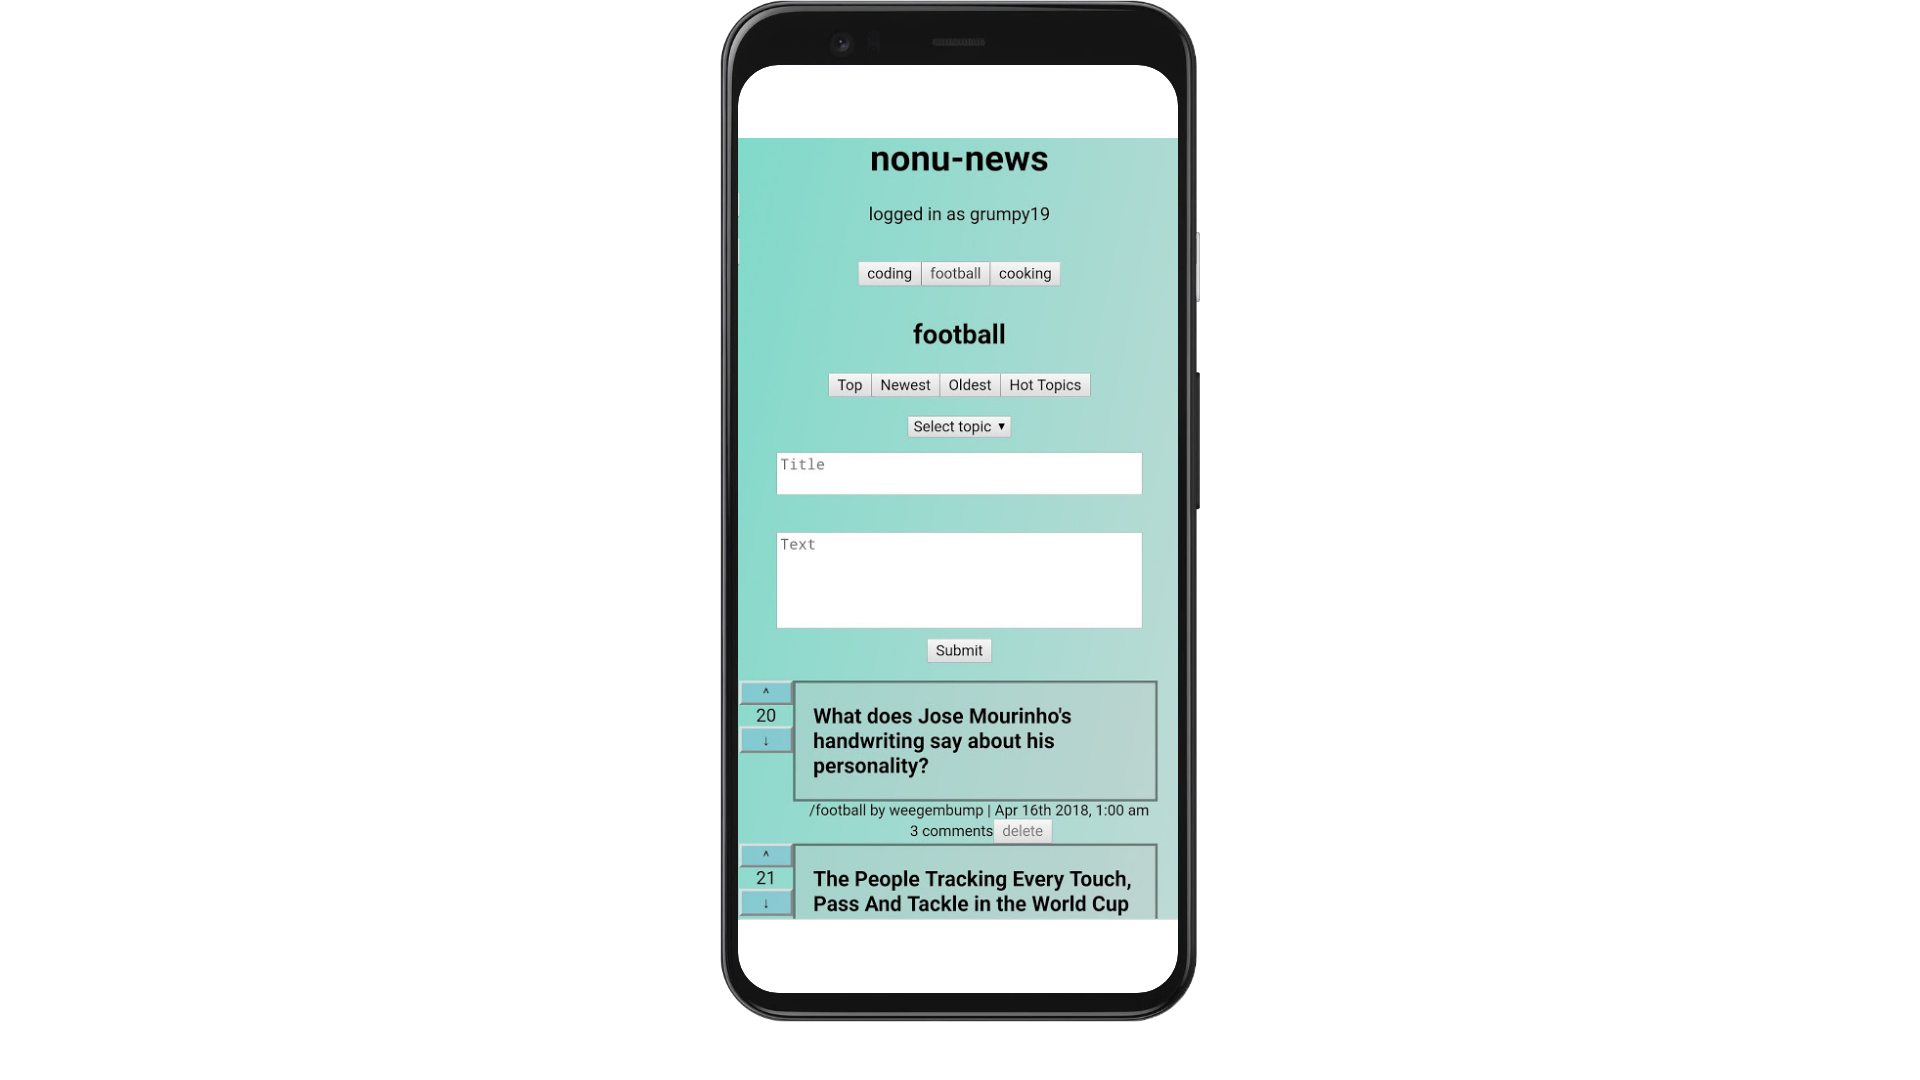 nonu-news
logged in as grumpy19
coding football cooking
football
Top Newest Oldest Hot Topics
Select topic ▾
Title
Text
Submit
^
20
↓
What does Jose Mourinho's
handwriting say about his
personality?
/football by weegembump | Apr 16th 2018, 1:00 am
3 comments delete
^
21
↓
The People Tracking Every Touch,
Pass And Tackle in the World Cup